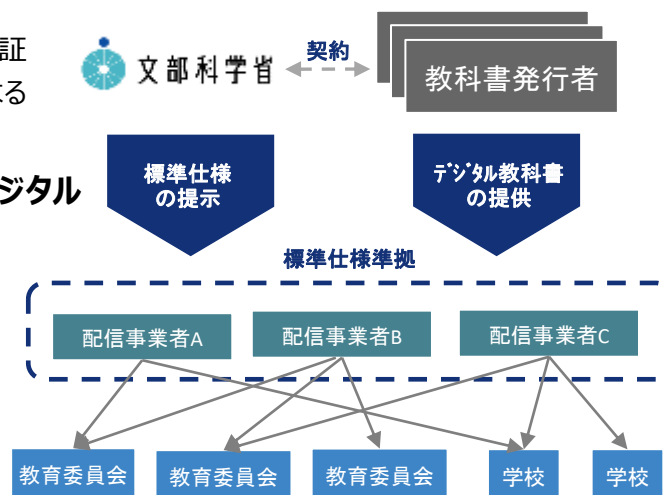 証
はる
ジタル
文部科学省
契約
教科書発行者
標準仕様
の提示
ﾃﾞｼﾞﾀﾙ教科書
の提供
標準仕様準拠
配信事業者A
配信事業者B
配信事業者C
教育委員会
教育委員会
教育委員会
学校
学校